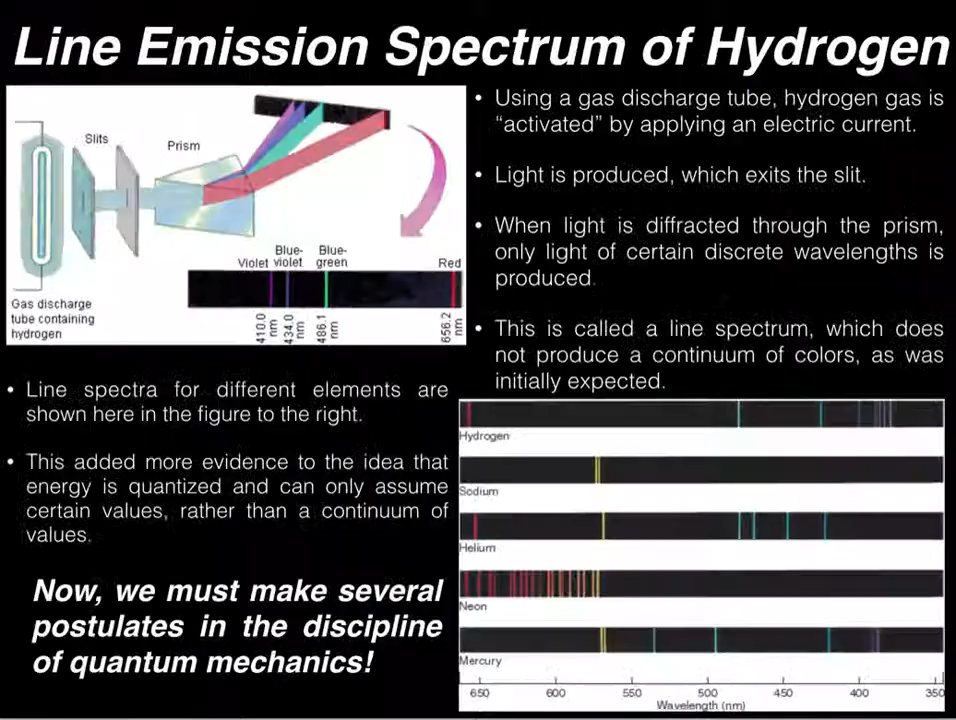 Line Emission Spectrum of Hydrogen
Slits
Prism
Violet
Blue-
violet
Blue-
green
Red
410.0
nm
434.0
nm
486.1
nm
656.2
nm
Gas discharge
tube containing
hydrogen
• Using a gas discharge tube, hydrogen gas is
“activated” by applying an electric current.
• Light is produced, which exits the slit.
• When light is diffracted through the prism,
only light of certain discrete wavelengths is
produced.
• This is called a line spectrum, which does
not produce a continuum of colors, as was
initially expected.
• Line spectra for different elements are
shown here in the figure to the right.
• This added more evidence to the idea that
energy is quantized and can only assume
certain values, rather than a continuum of
values.
Now, we must make several
postulates in the discipline
of quantum mechanics!
Hydrogen
Sodium
Helium
Neon
Mercury
650 600 550 500 450 400 350
Wavelength (nm)